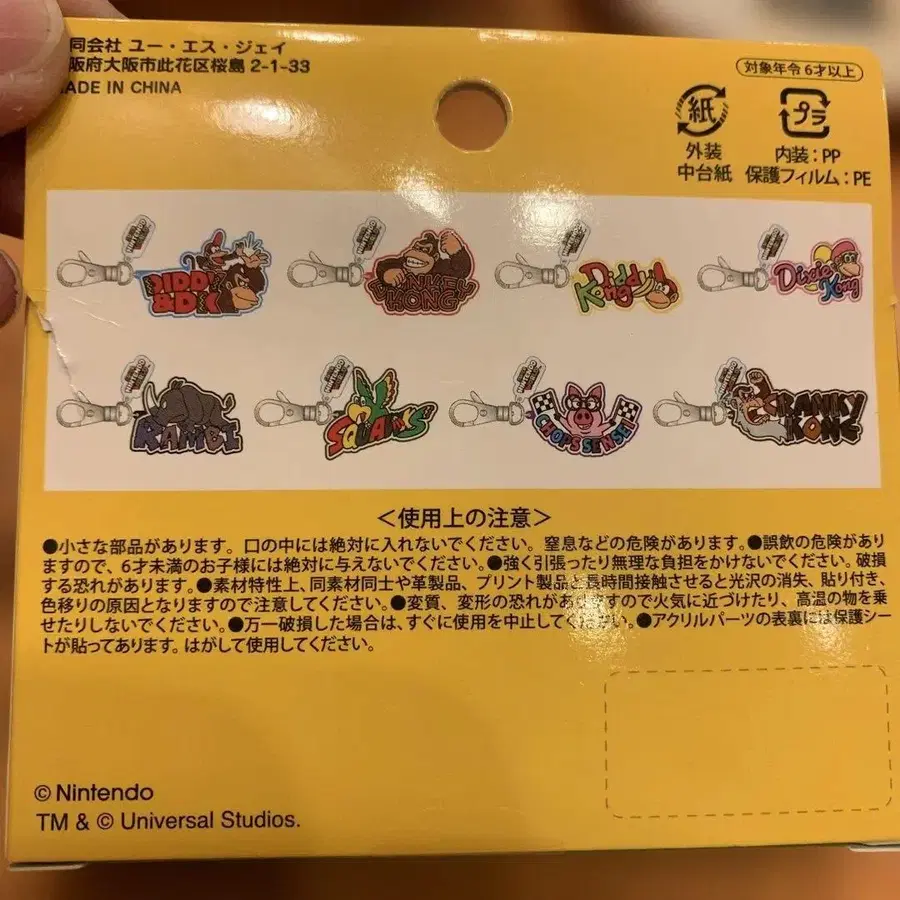 同会社 ユー・エス・ジェイ
阪府大阪市此花区桜島 2-1-33
ADE IN CHINA
対象年令 6才以上
紙
プラ
外装
中台紙
内装：PP
保護フィルム：PE
DIDDY
& DK
DONKEY
KONG
Diddy
Kong
Dixie
Kong
RAMBI
SQUAWKS
CHOPS SENSEI
CRANKY
KONG
＜使用上の注意＞
●小さな部品があります。口の中には絶対に入れないでください。窒息などの危険があります。●誤飲の危険があり
ますので、6才未満のお子様には絶対に与えないでください。●強く引張ったり無理な負担をかけないでください。破損
する恐れがあります。●素材特性上、同素材同士や革製品、プリント製品と長時間接触させると光沢の消失、貼り付き、
色移りの原因となりますので注意してください。●変質、変形の恐れがありますので火気に近づけたり、高温の物を乗
せたりしないでください。●万一破損した場合は、すぐに使用を中止してください。●アクリルパーツの表裏には保護シー
トが貼ってあります。はがして使用してください。
© Nintendo
TM & © Universal Studios.